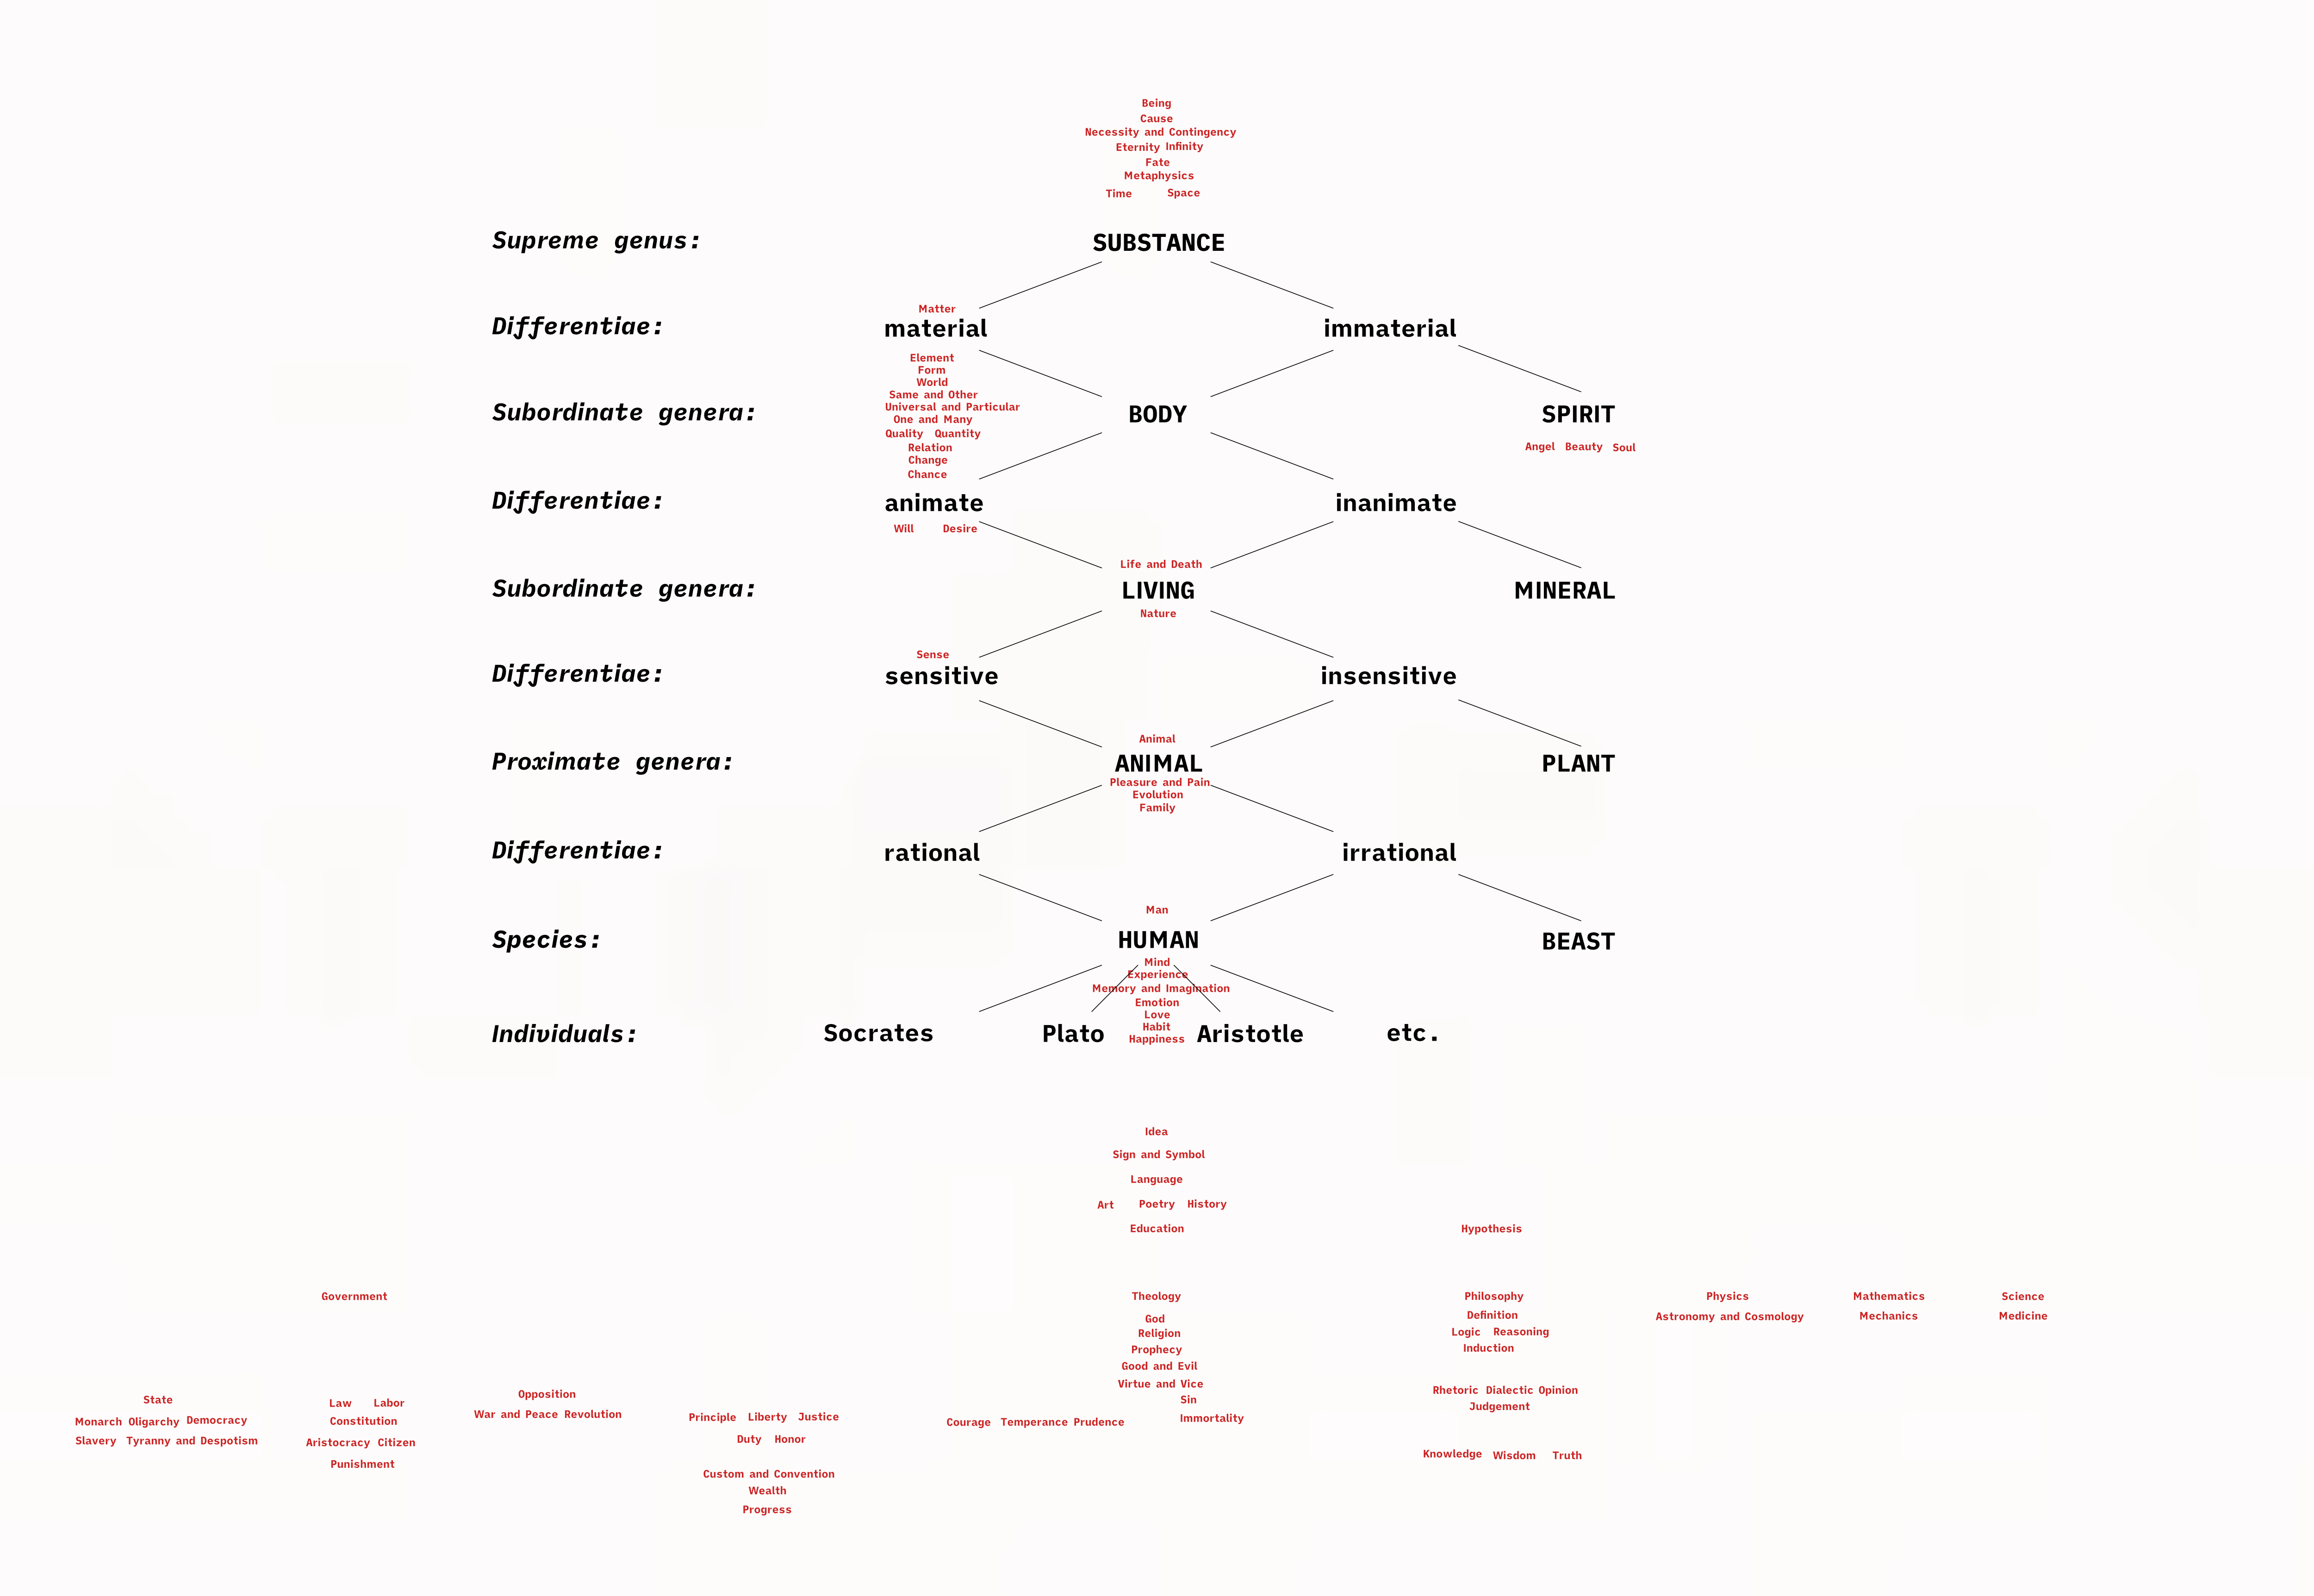 Being
Cause
Necessity and Contingency
Eternity Infinity
Fate
Metaphysics
Time Space
Supreme genus: SUBSTANCE
Matter
Differentiae: material immaterial
Element
Form
World
Same and Other
Universal and Particular
Subordinate genera: BODY SPIRIT
One and Many
Quality Quantity
Relation
Angel Beauty Soul
Change
Chance
Differentiae: animate inanimate
Will Desire
Life and Death
Subordinate genera: LIVING MINERAL
Nature
Sense
Differentiae: sensitive insensitive
Animal
Proximate genera: ANIMAL PLANT
Pleasure and Pain
Evolution
Family
Differentiae: rational irrational
Man
Species: HUMAN BEAST
Mind
Experience
Memory and Imagination
Emotion
Love
Habit
Individuals: Socrates Plato Aristotle etc.
Happiness
Idea
Sign and Symbol
Language
Art Poetry History
Education Hypothesis
Government Theology Philosophy Physics Mathematics Science
God Definition Astronomy and Cosmology Mechanics Medicine
Religion Logic Reasoning
Prophecy Induction
Good and Evil
Virtue and Vice
Opposition Rhetoric Dialectic Opinion
State Law Labor Sin
Judgement
War and Peace Revolution
Principle Liberty Justice Immortality
Monarch Oligarchy Democracy Constitution Courage Temperance Prudence
Slavery Tyranny and Despotism Aristocracy Citizen Duty Honor
Knowledge Wisdom Truth
Punishment
Custom and Convention
Wealth
Progress